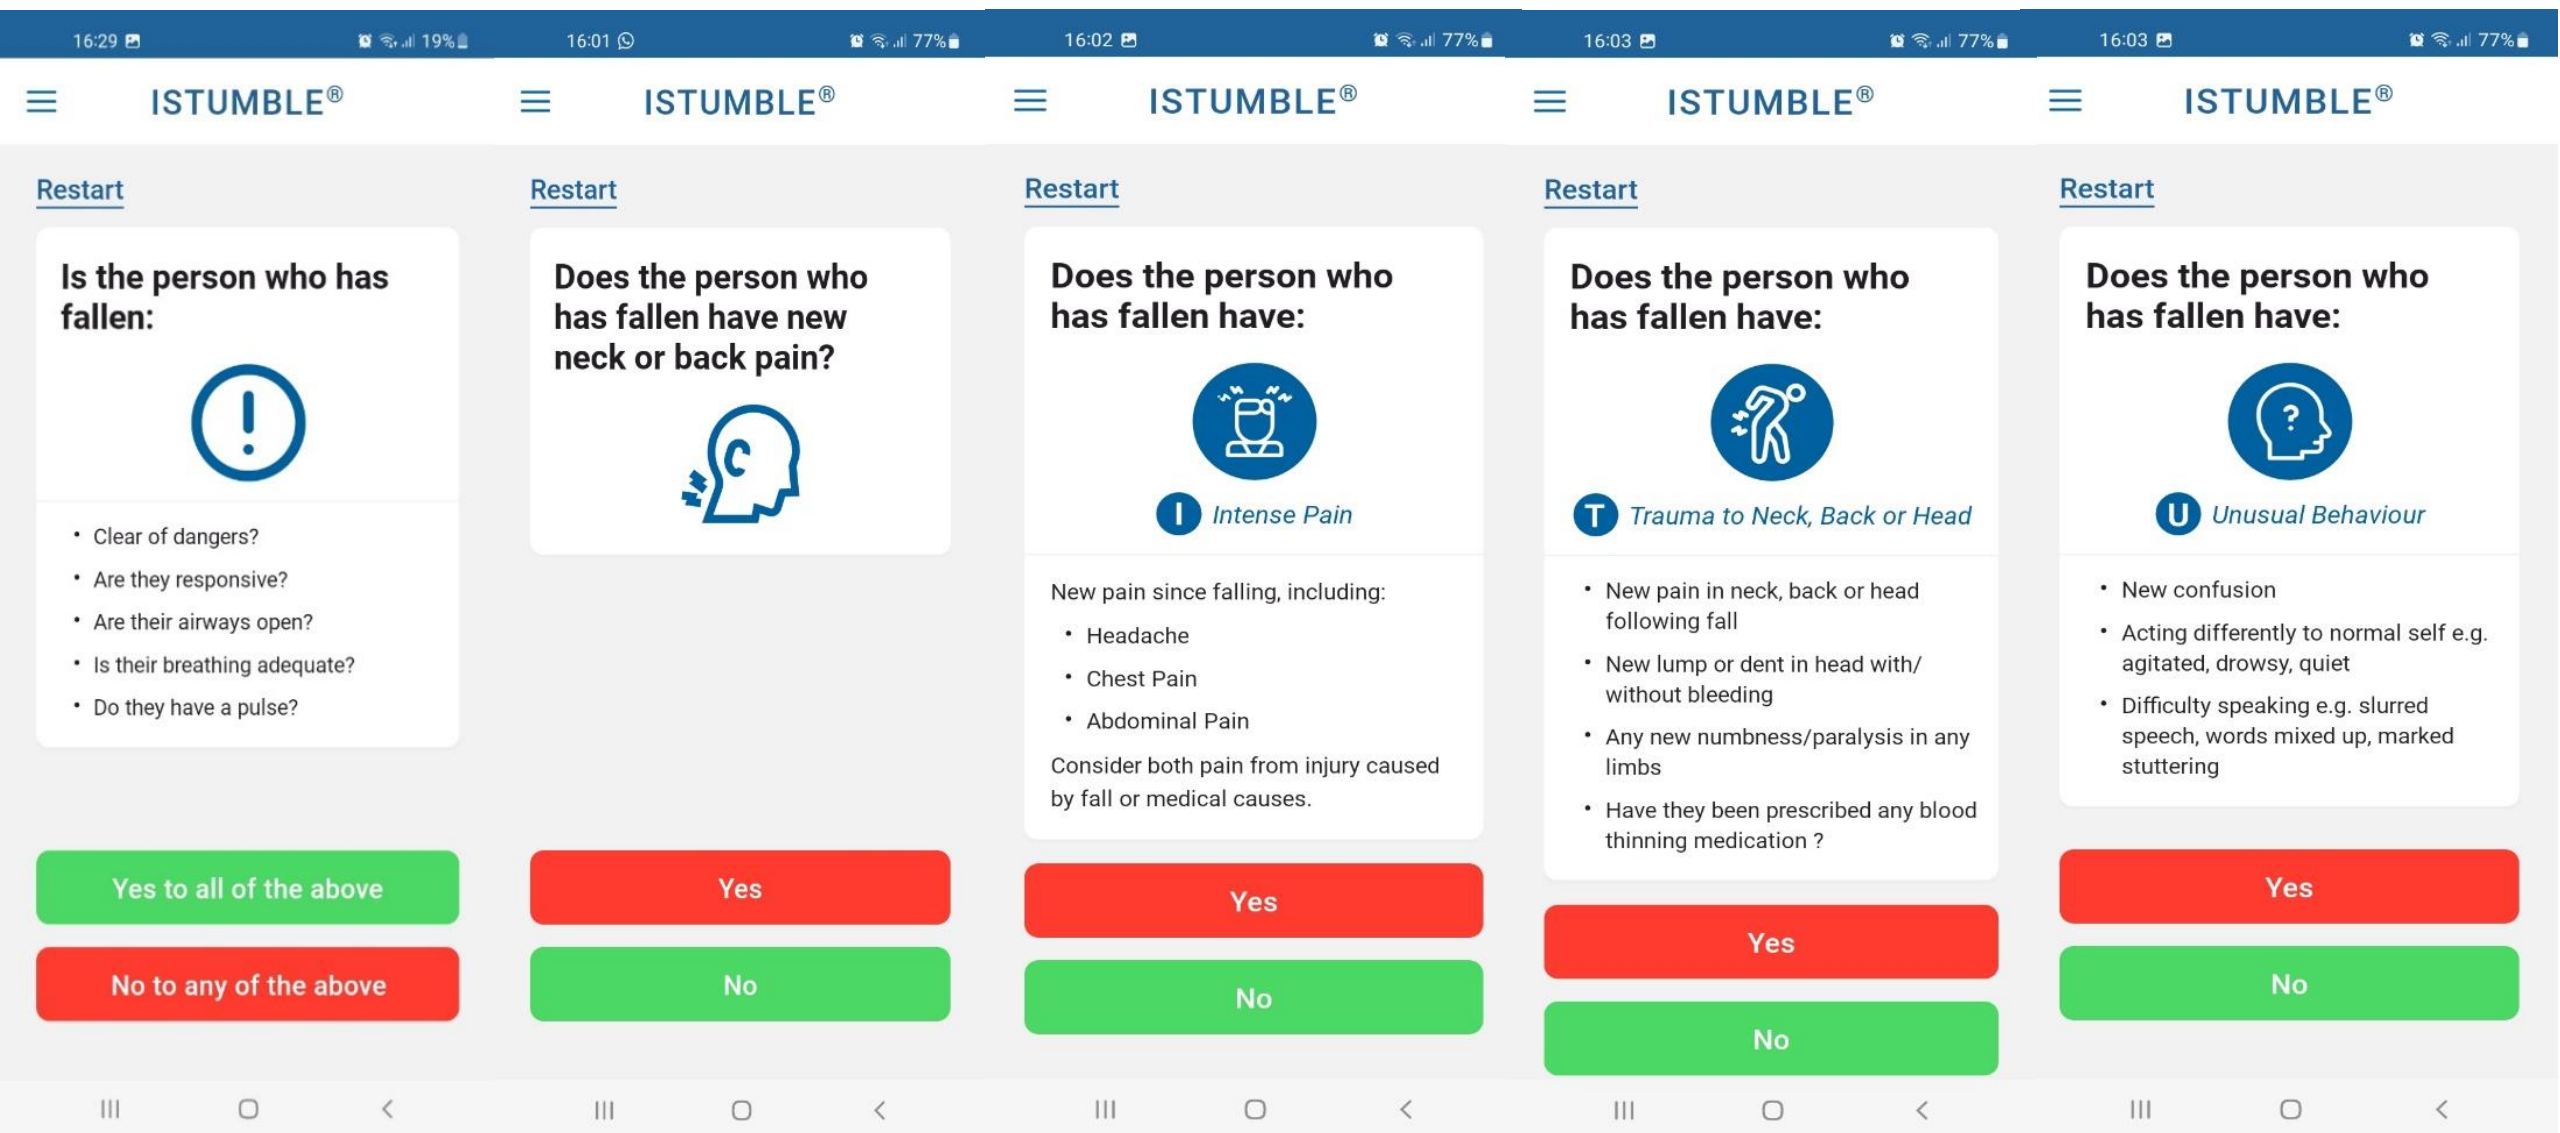 16:29 19%
ISTUMBLE®
Restart
Is the person who has
fallen:
• Clear of dangers?
• Are they responsive?
• Are their airways open?
• Is their breathing adequate?
• Do they have a pulse?
Yes to all of the above
No to any of the above
16:01 77%
ISTUMBLE®
Restart
Does the person who
has fallen have new
neck or back pain?
Yes
No
16:02 77%
ISTUMBLE®
Restart
Does the person who
has fallen have:
I Intense Pain
New pain since falling, including:
• Headache
• Chest Pain
• Abdominal Pain
Consider both pain from injury caused
by fall or medical causes.
Yes
No
16:03 77%
ISTUMBLE®
Restart
Does the person who
has fallen have:
T Trauma to Neck, Back or Head
• New pain in neck, back or head
following fall
• New lump or dent in head with/
without bleeding
• Any new numbness/paralysis in any
limbs
• Have they been prescribed any blood
thinning medication ?
Yes
No
16:03 77%
ISTUMBLE®
Restart
Does the person who
has fallen have:
?
U Unusual Behaviour
• New confusion
• Acting differently to normal self e.g.
agitated, drowsy, quiet
• Difficulty speaking e.g. slurred
speech, words mixed up, marked
stuttering
Yes
No